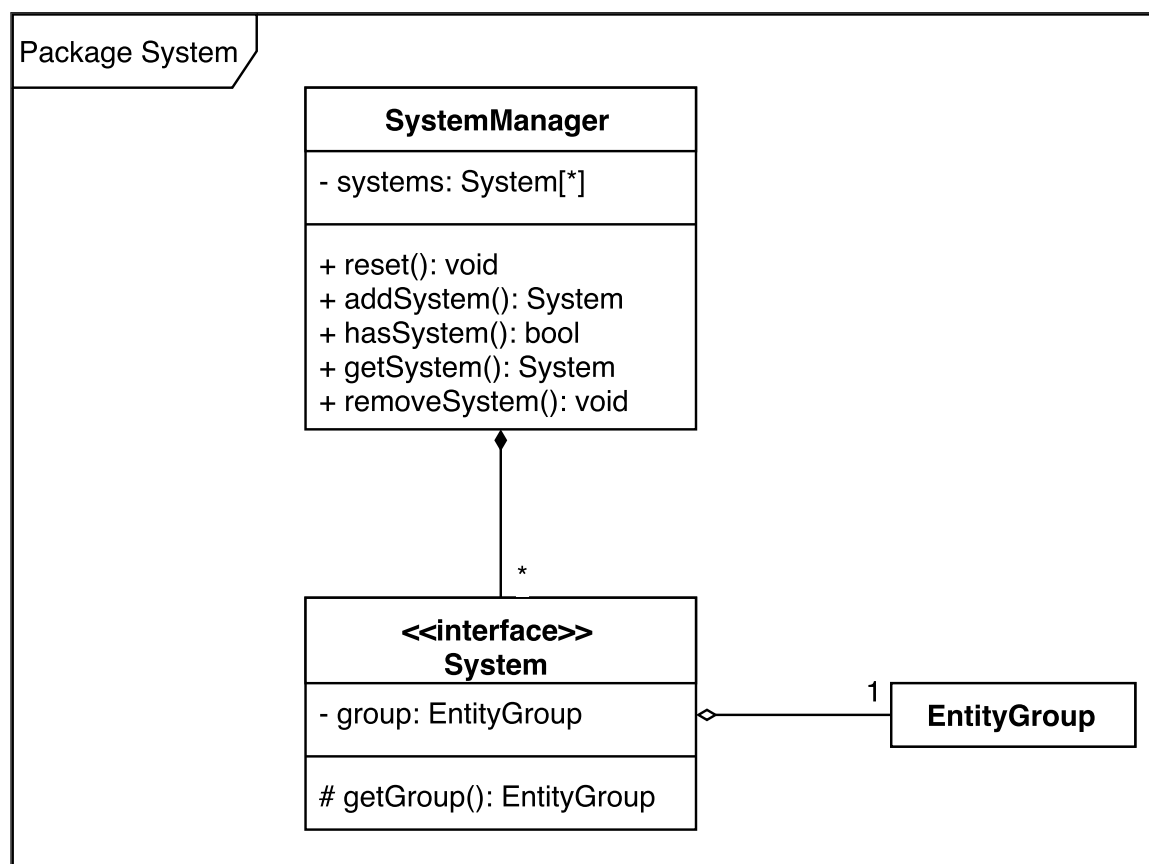 Package System
SystemManager
- systems: System[*]
+ reset(): void
+ addSystem(): System
+ hasSystem(): bool
+ getSystem(): System
+ removeSystem(): void
*
<<interface>>
System
- group: EntityGroup
1
EntityGroup
# getGroup(): EntityGroup